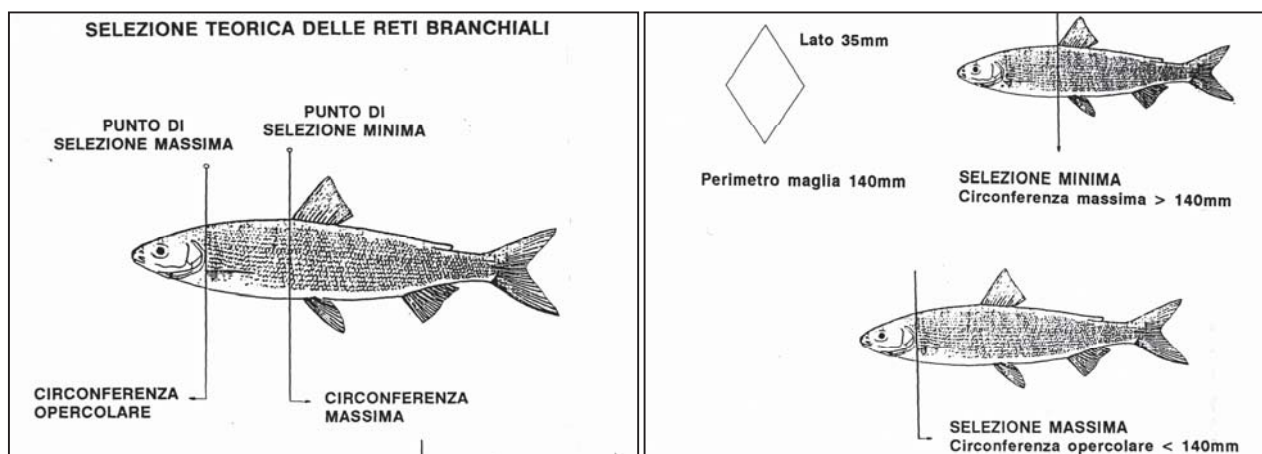 SELEZIONE TEORICA DELLE RETI BRANCHIALI
PUNTO DI
SELEZIONE MASSIMA
PUNTO DI
SELEZIONE MINIMA
CIRCONFERENZA
OPERCOLARE
CIRCONFERENZA
MASSIMA
Lato 35mm
Perimetro maglia 140mm
SELEZIONE MINIMA
Circonferenza massima > 140mm
SELEZIONE MASSIMA
Circonferenza opercolare < 140mm